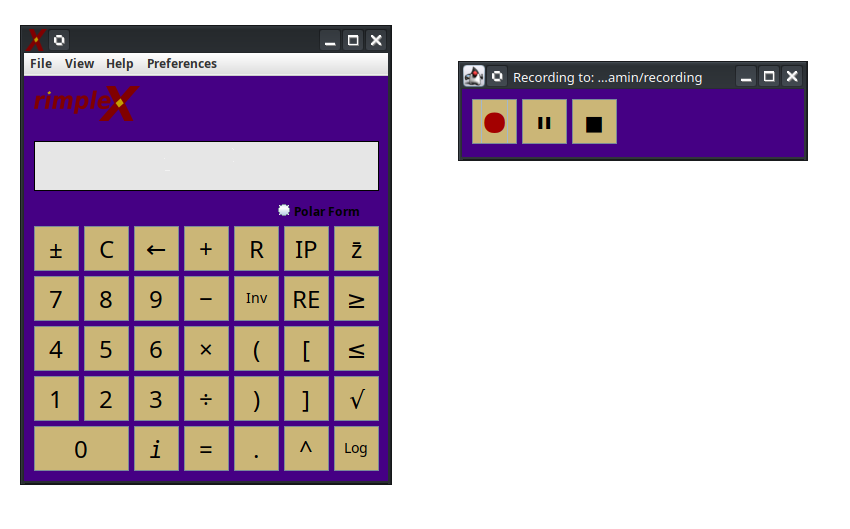 File View Help Preferences
rimpleX
Polar Form
± C ← + R IP z̄
7 8 9 − Inv RE ≥
4 5 6 × ( [ ≤
1 2 3 ÷ ) ] √
0 i = . ^ Log
Recording to: ...amin/recording